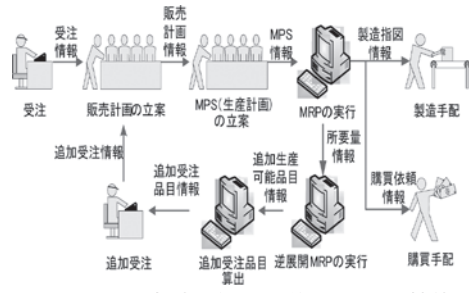 受注
情報
販売
計画
情報
MPS
情報
製造指図
情報
受注
販売計画の立案
MPS(生産計画)
の立案
MRPの実行
製造手配
追加受注情報
所要量
情報
追加受注
品目情報
追加生産
可能品目
情報
購買依頼
情報
追加受注
追加受注品目
算出
逆展開MRPの実行
購買手配